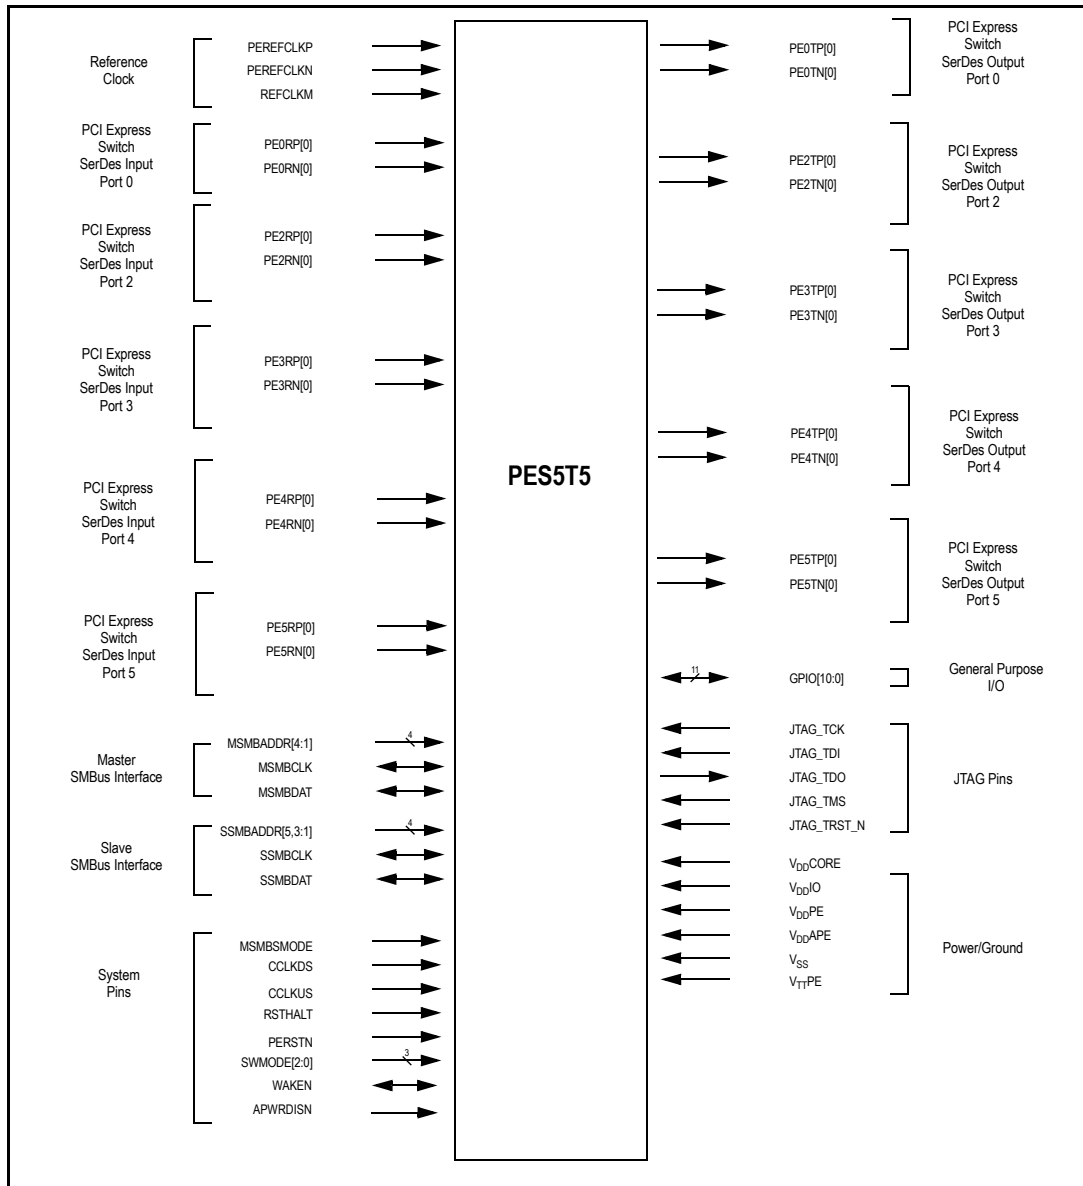 Reference
Clock
PEREFCLKP
PEREFCLKN
REFCLKM
PCI Express
Switch
SerDes Input
Port 0
PE0RP[0]
PE0RN[0]
PCI Express
Switch
SerDes Input
Port 2
PE2RP[0]
PE2RN[0]
PCI Express
Switch
SerDes Input
Port 3
PE3RP[0]
PE3RN[0]
PCI Express
Switch
SerDes Input
Port 4
PE4RP[0]
PE4RN[0]
PCI Express
Switch
SerDes Input
Port 5
PE5RP[0]
PE5RN[0]
Master
SMBus Interface
MSMBADDR[4:1]
4
MSMBCLK
MSMBDAT
Slave
SMBus Interface
SSMBADDR[5,3:1]
4
SSMBCLK
SSMBDAT
System
Pins
MSMBSMODE
CCLKDS
CCLKUS
RSTHALT
PERSTN
SWMODE[2:0]
3
WAKEN
APWRDISN
PES5T5
PE0TP[0]
PE0TN[0]
PCI Express
Switch
SerDes Output
Port 0
PE2TP[0]
PE2TN[0]
PCI Express
Switch
SerDes Output
Port 2
PE3TP[0]
PE3TN[0]
PCI Express
Switch
SerDes Output
Port 3
PE4TP[0]
PE4TN[0]
PCI Express
Switch
SerDes Output
Port 4
PE5TP[0]
PE5TN[0]
PCI Express
Switch
SerDes Output
Port 5
11
GPIO[10:0]
General Purpose
I/O
JTAG_TCK
JTAG_TDI
JTAG_TDO
JTAG_TMS
JTAG_TRST_N
JTAG Pins
VDDCORE
VDDIO
VDDPE
VDDAPE
VSS
VTTPE
Power/Ground